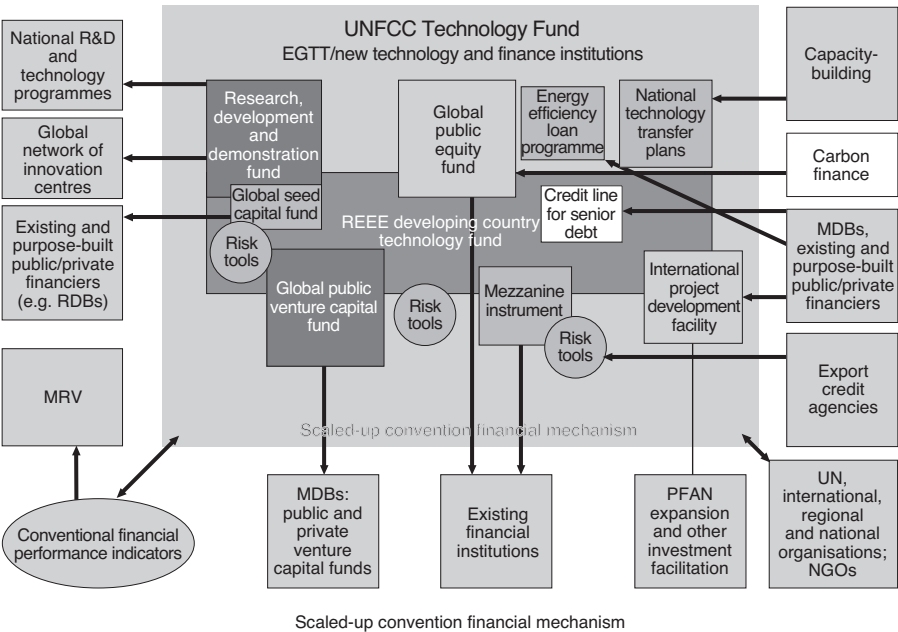 UNFCC Technology Fund
EGTT/new technology and finance institutions
National R&D
and
technology
programmes
Global
network of
innovation
centres
Existing and
purpose-built
public/private
financiers
(e.g. RDBs)
MRV
Conventional financial
performance indicators
Research,
development
and
demonstration
fund
Global seed
capital fund
Risk
tools
Global public
venture capital
fund
Global
public
equity
fund
Energy
efficiency
loan
programme
National
technology
transfer
plans
REEE developing country
technology fund
Credit line
for senior
debt
Risk
tools
Mezzanine
instrument
Risk
tools
International
project
development
facility
Capacity-
building
Carbon
finance
MDBs,
existing and
purpose-built
public/private
financiers
Export
credit
agencies
Scaled-up convention financial mechanism
MDBs:
public and
private
venture
capital funds
Existing
financial
institutions
PFAN
expansion
and other
investment
facilitation
UN,
international,
regional
and national
organisations;
NGOs
Scaled-up convention financial mechanism